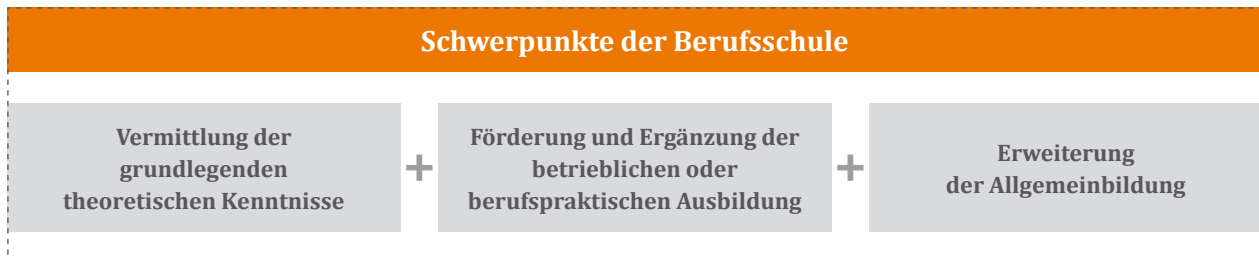 Schwerpunkte der Berufsschule
Vermittlung der
grundlegenden
theoretischen Kenntnisse
+
Förderung und Ergänzung der
betrieblichen oder
berufspraktischen Ausbildung
+
Erweiterung
der Allgemeinbildung